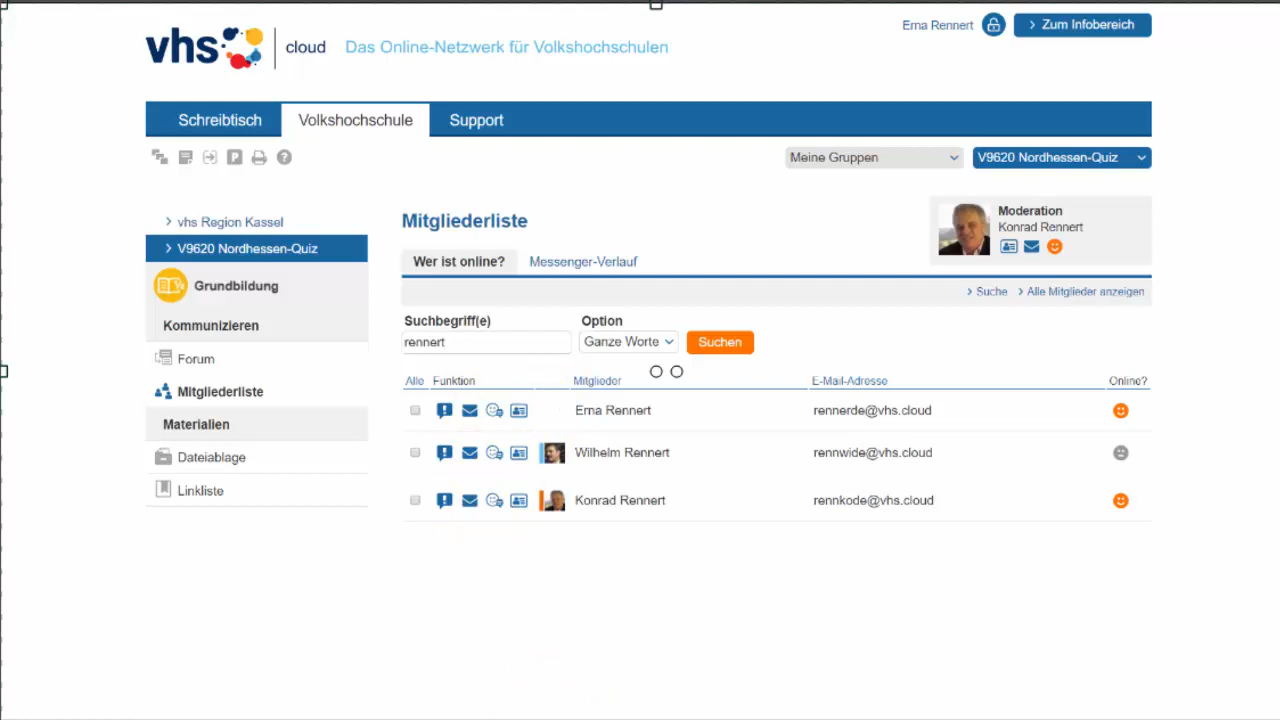 Erna Rennert
Zum Infobereich
vhs cloud Das Online-Netzwerk für Volkshochschulen
Schreibtisch Volkshochschule Support
P ?
Meine Gruppen V9620 Nordhessen-Quiz
vhs Region Kassel
V9620 Nordhessen-Quiz
Grundbildung
Kommunizieren
Forum
Mitgliederliste
Materialien
Dateiablage
Linkliste
Mitgliederliste
Moderation
Konrad Rennert
Wer ist online? Messenger-Verlauf
Suche Alle Mitglieder anzeigen
Suchbegriff(e) Option
rennert Ganze Worte Suchen
Alle Funktion Mitglieder E-Mail-Adresse Online?
Erna Rennert rennerde@vhs.cloud
Wilhelm Rennert rennwide@vhs.cloud
Konrad Rennert rennkode@vhs.cloud